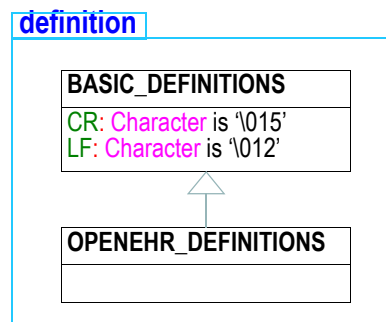 definition
BASIC_DEFINITIONS
CR: Character is ‘\015’
LF: Character is ‘\012’
OPENEHR_DEFINITIONS